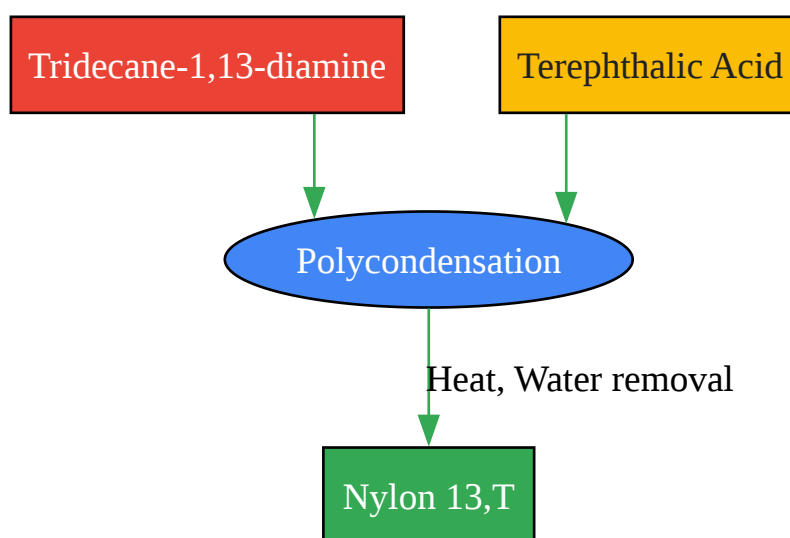 Tridecane-1,13-diamine
Terephthalic Acid
Polycondensation
Heat, Water removal
Nylon 13,T